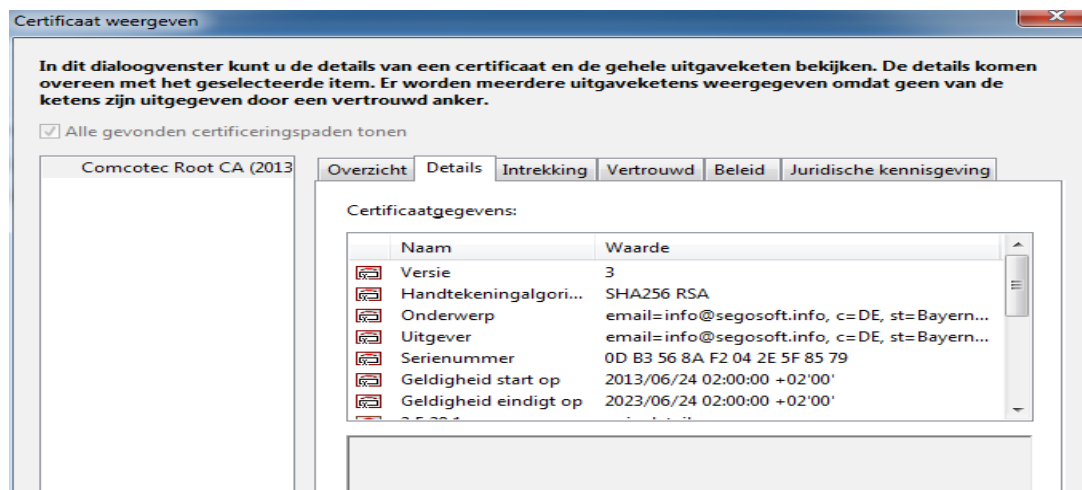 Certificaat weergeven
In dit dialoogvenster kunt u de details van een certificaat en de gehele uitgaveketen bekijken. De details komen
overeen met het geselecteerde item. Er worden meerdere uitgaveketens weergegeven omdat geen van de
ketens zijn uitgegeven door een vertrouwd anker.
Alle gevonden certificeringspaden tonen
Comcotec Root CA (2013
Overzicht Details Intrekking Vertrouwd Beleid Juridische kennisgeving
Certificaatgegevens:
Naam Waarde
Versie 3
Handtekeningalgori... SHA256 RSA
Onderwerp email=info@segosoft.info, c=DE, st=Bayern...
Uitgever email=info@segosoft.info, c=DE, st=Bayern...
Serienummer 0D B3 56 8A F2 04 2E 5F 85 79
Geldigheid start op 2013/06/24 02:00:00 +02'00'
Geldigheid eindigt op 2023/06/24 02:00:00 +02'00'